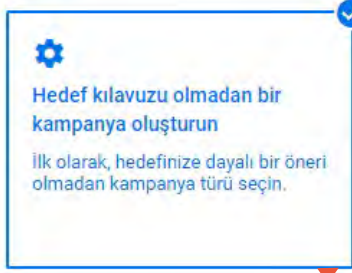 Hedef kılavuzu olmadan bir
kampanya oluşturun
İlk olarak, hedefinize dayalı bir öneri
olmadan kampanya türü seçin.